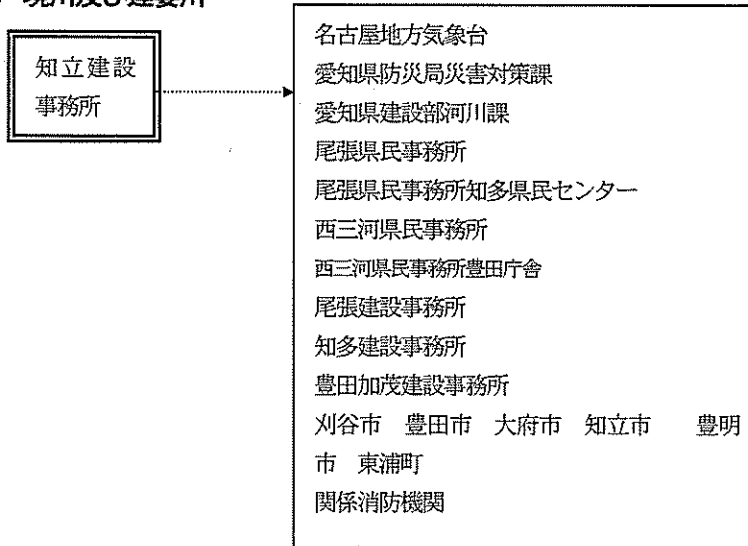 境川及び逢妻川
知立建設
事務所
名古屋地方気象台
愛知県防災局災害対策課
愛知県建設部河川課
尾張県民事務所
尾張県民事務所知多県民センター
西三河県民事務所
西三河県民事務所豊田庁舎
尾張建設事務所
知多建設事務所
豊田加茂建設事務所
刈谷市 豊田市 大府市 知立市 豊明
市 東浦町
関係消防機関